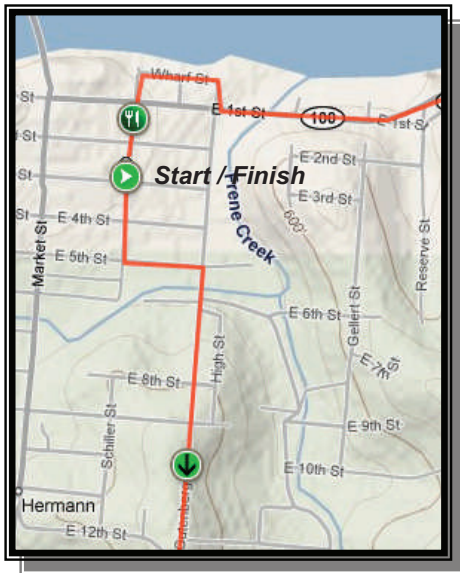 Wharf St
St
E 1st St
100
E 1st St
d St
E 2nd St
St
Start / Finish
E 3rd St
Frene Creek
600'
St
E 4th St
Market St
E 5th St
Reserve St
E 6th St
Gellert St
High St
E 7th St
E 8th St
Schiller St
E 9th St
E 10th St
Hermann
Gutenberg
E 12th St